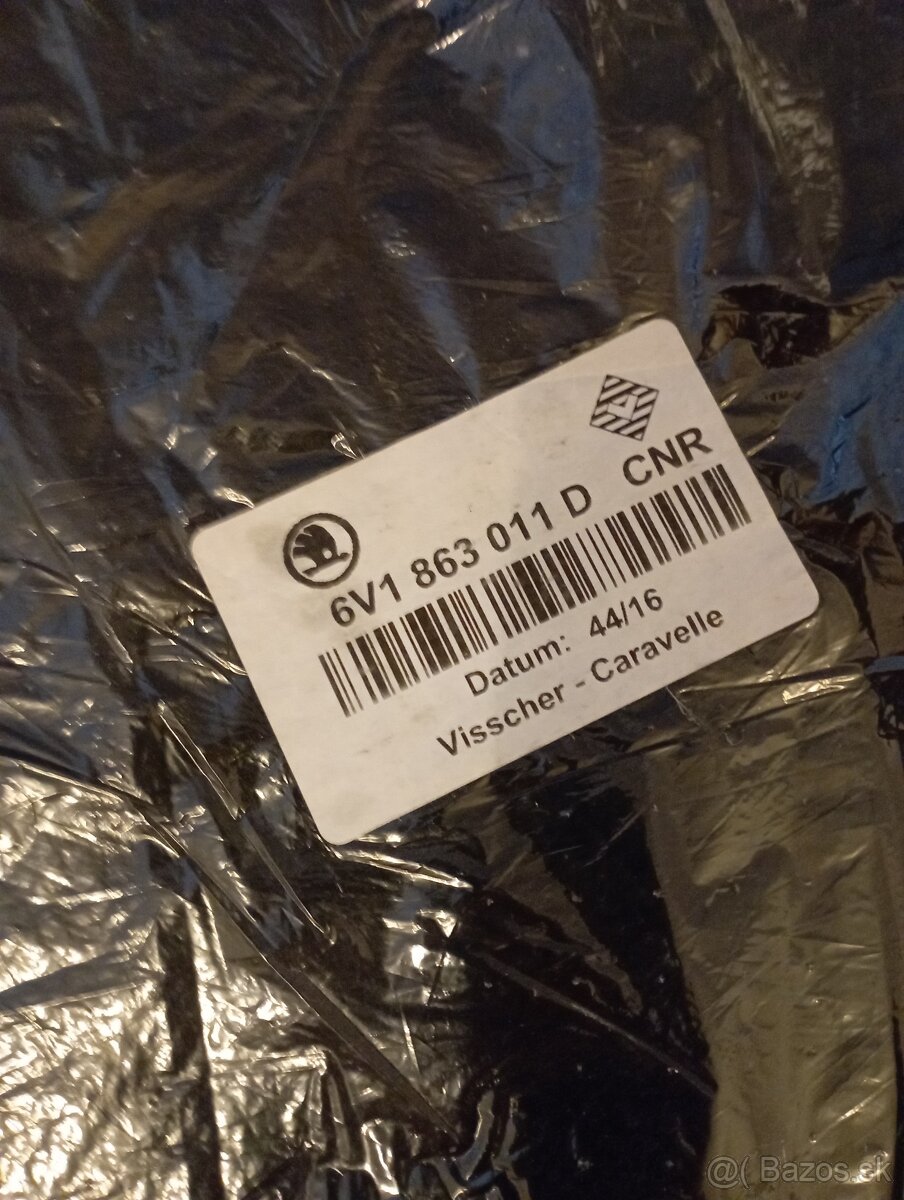 6V1 863 011 D CNR
Datum: 44/16
Visscher - Caravelle
@( Bazos.sk